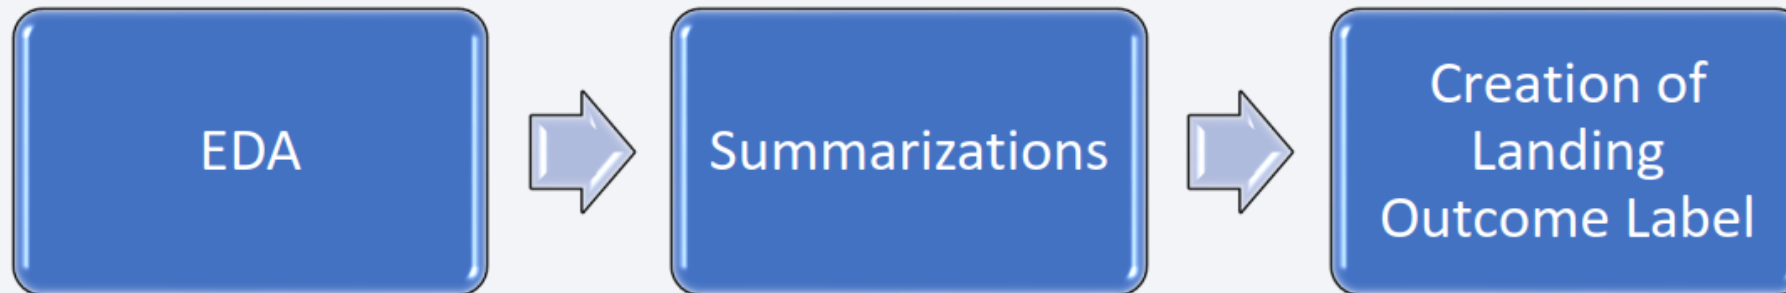 EDA
Summarizations
Creation of
Landing
Outcome Label